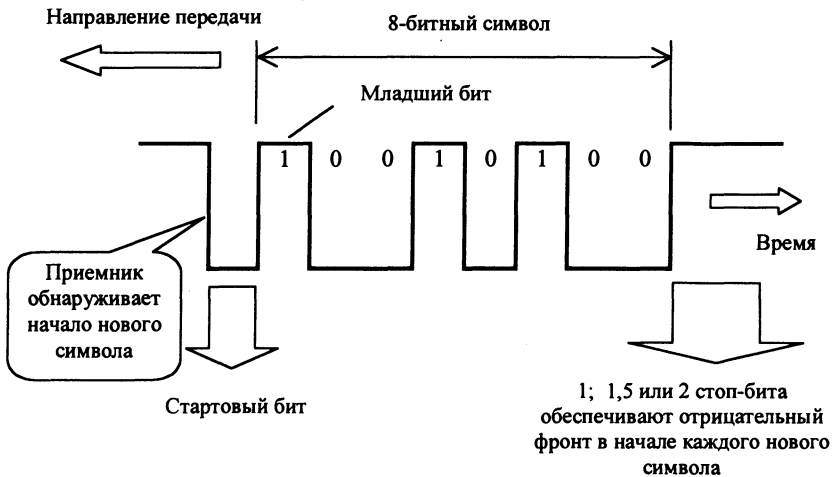 Направление передачи
8-битный символ
Младший бит
1 0 0 1 0 1 0 0
Время
Приемник
обнаруживает
начало нового
символа
Стартовый бит
1; 1,5 или 2 стоп-бита
обеспечивают отрицательный
фронт в начале каждого нового
символа